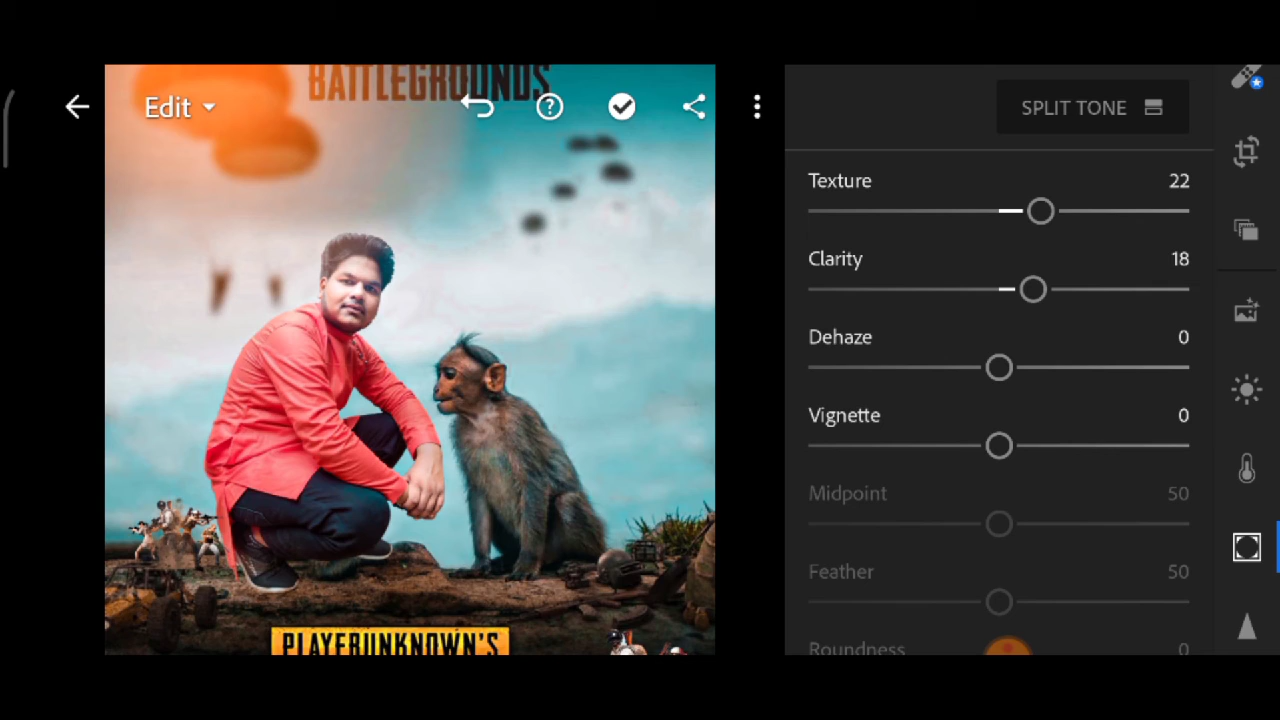 BATTLEGROUNDS
Edit
SPLIT TONE
Texture 22
Clarity 18
Dehaze 0
Vignette 0
Midpoint 50
Feather 50
Roundness 0
PLAYERUNKNOWN'S